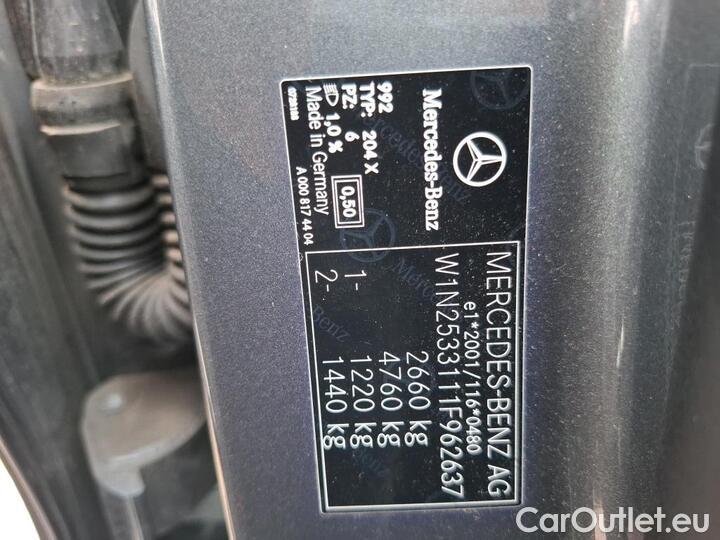 Mercedes-Benz
992
TYP: 204 X
PZ: 6
1,0 %
Made in Germany
0,50
A 000 817 44 04
MERCEDES-BENZ AG
e1*2001/116*0480
W1N2533111F962637
2660 kg
4760 kg
1- 1220 kg
2- 1440 kg
CarOutlet.eu